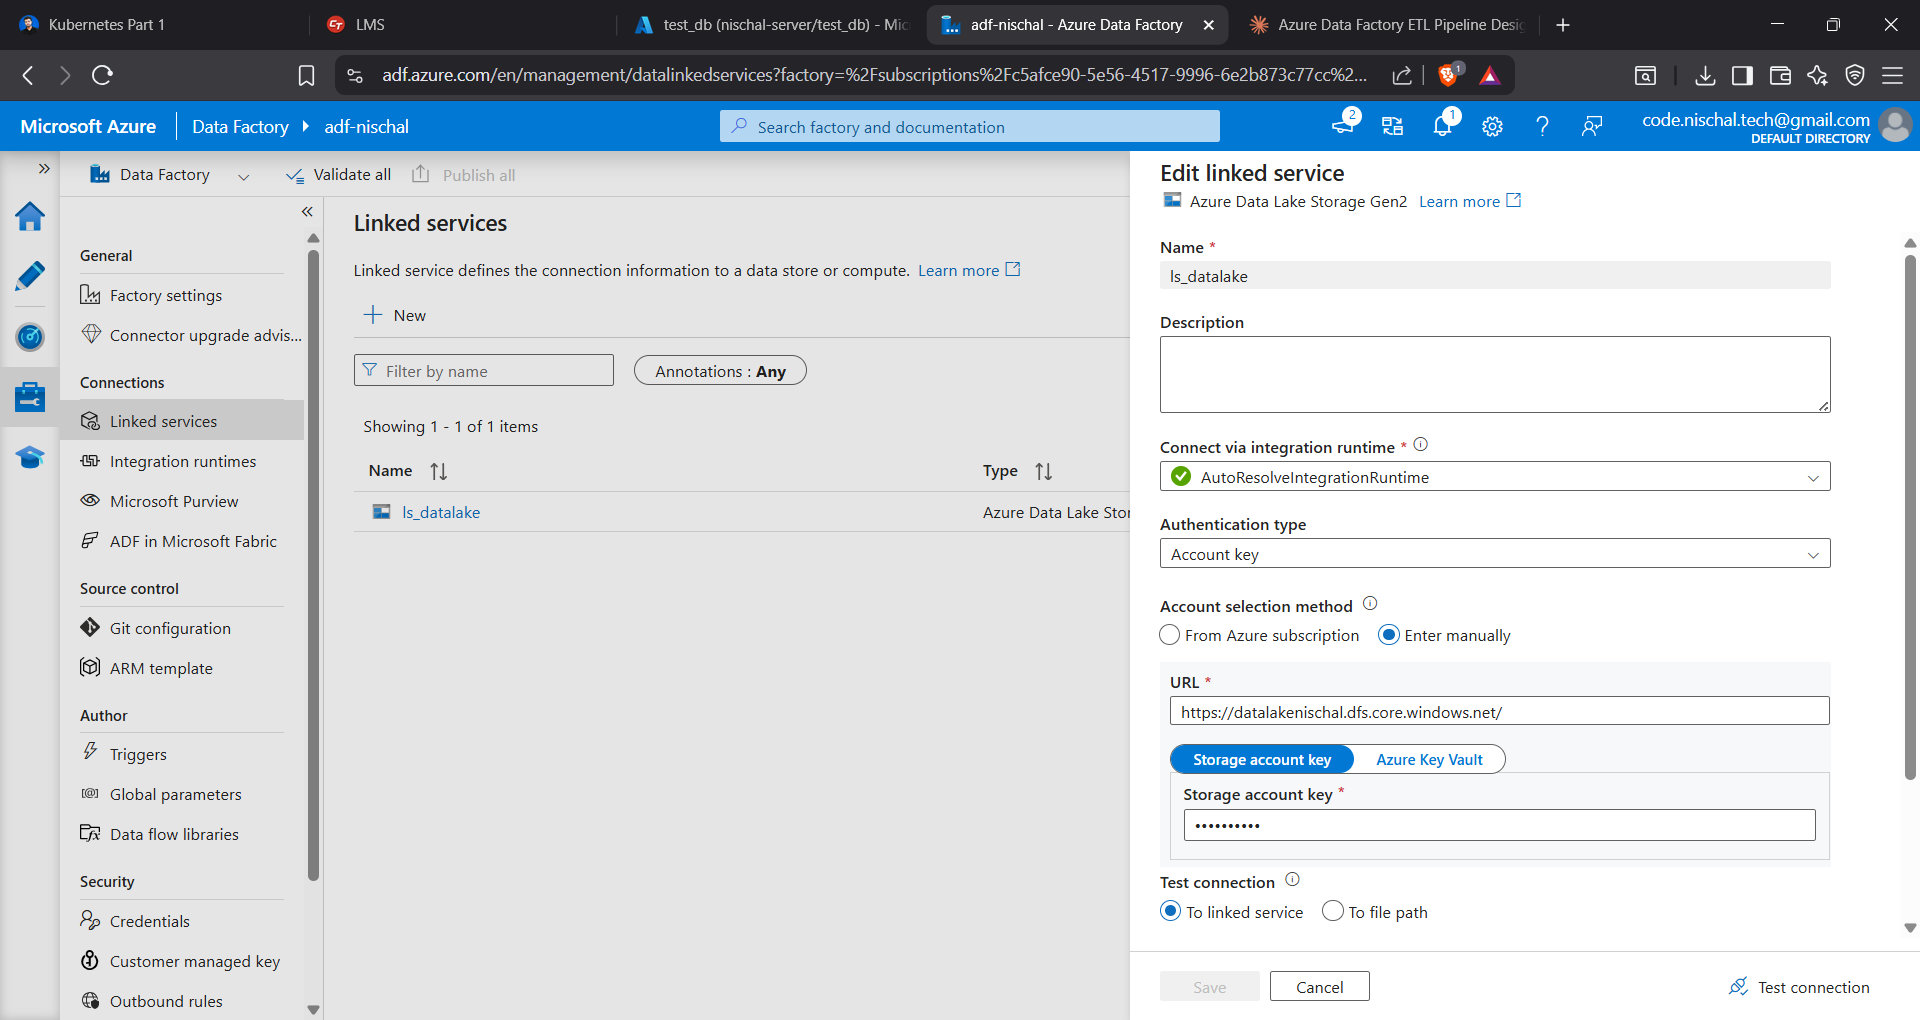 Kubernetes Part 1
LMS
test_db (nischal-server/test_db) - Mic
adf-nischal - Azure Data Factory
Azure Data Factory ETL Pipeline Desig
adf.azure.com/en/management/datalinkedservices?factory=%2Fsubscriptions%2Fc5afce90-5e56-4517-9996-6e2b873c77cc%2...
1
Microsoft Azure
Data Factory
adf-nischal
Search factory and documentation
2
1
code.nischal.tech@gmail.com
DEFAULT DIRECTORY
Data Factory
Validate all
Publish all
General
Factory settings
Connector upgrade advis...
Connections
Linked services
Integration runtimes
Microsoft Purview
ADF in Microsoft Fabric
Source control
Git configuration
ARM template
Author
Triggers
Global parameters
Data flow libraries
Security
Credentials
Customer managed key
Outbound rules
Linked services
Linked service defines the connection information to a data store or compute. Learn more
New
Filter by name
Annotations : Any
Showing 1 - 1 of 1 items
Name
Type
ls_datalake
Azure Data Lake Stor
Edit linked service
Azure Data Lake Storage Gen2 Learn more
Name *
ls_datalake
Description
Connect via integration runtime *
AutoResolveIntegrationRuntime
Authentication type
Account key
Account selection method
From Azure subscription
Enter manually
URL *
https://datalakenischal.dfs.core.windows.net/
Storage account key
Azure Key Vault
Storage account key *
••••••••••
Test connection
To linked service
To file path
Save
Cancel
Test connection